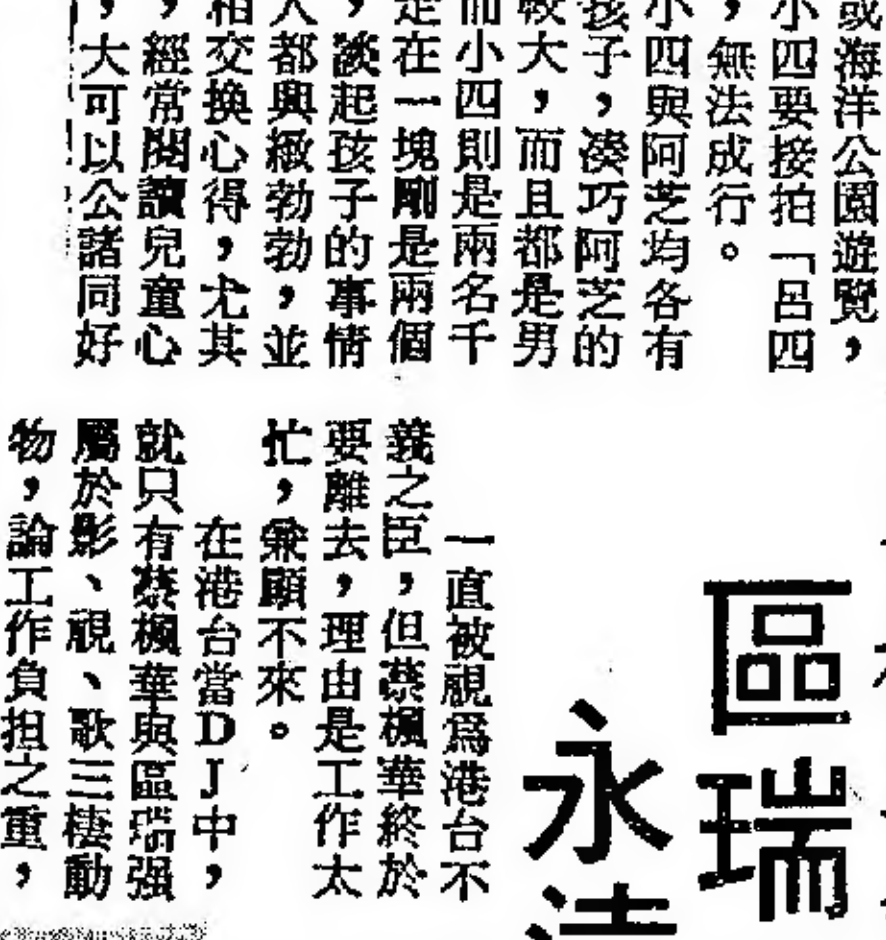 或海洋公園遊覽，
小四要接拍「呂四
，無法成行。
小四與阿芝均各有
孩子，湊巧阿芝的
較大，而且都是男
而小四則是兩名千
走在一塊剛是兩個
，談起孩子的事情
人都興緻勃勃，並
相交換心得，尤其
，經常閱讀兒童心
，大可以公諸同好
區瑞
永
一直被視為港台不
義之臣，但蔡楓華終於
要離去，理由是工作太
忙，兼顧不來。
在港台當DJ中，
就只有蔡楓華與區瑞强
屬於影、視、歌三棲動
物，論工作負担之重，